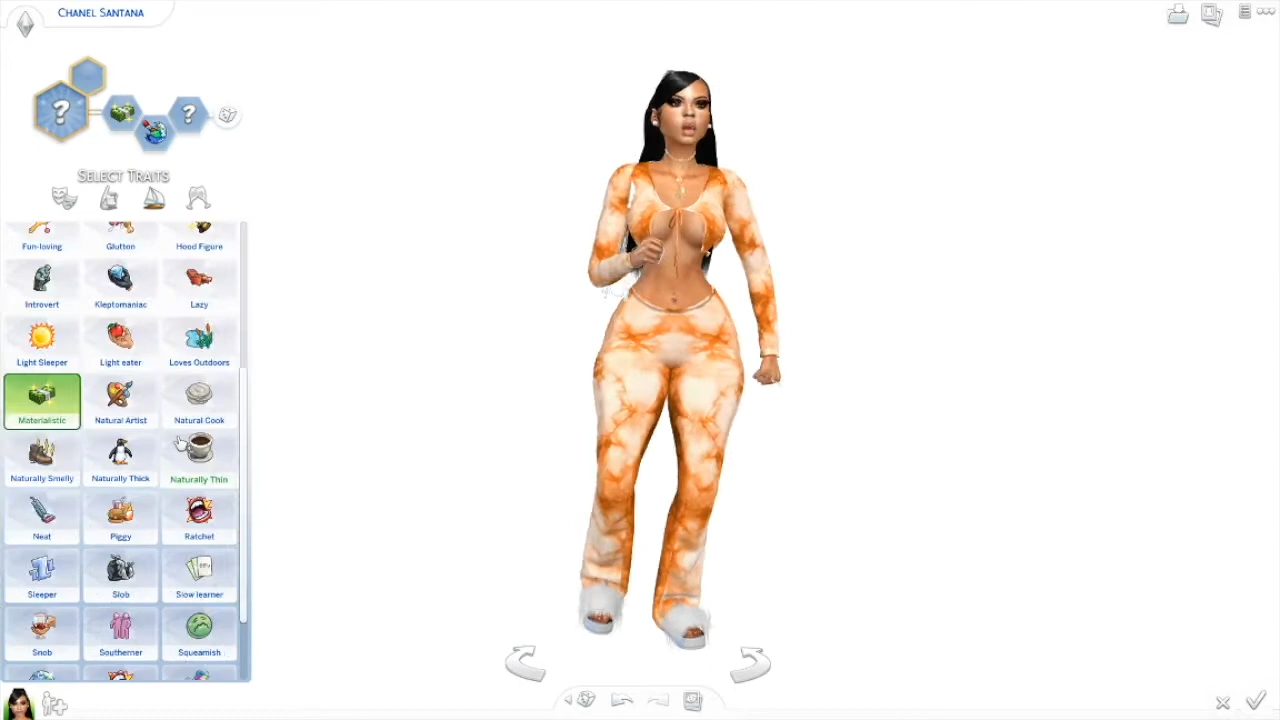 CHANEL SANTANA
?
?
SELECT TRAITS
Fun-loving Glutton Hood Figure
Introvert Kleptomaniac Lazy
Light Sleeper Light eater Loves Outdoors
Materialistic Natural Artist Natural Cook
Naturally Smelly Naturally Thick Naturally Thin
Neat Piggy Ratchet
Sleeper Slob Slow learner
Snob Southerner Squeamish